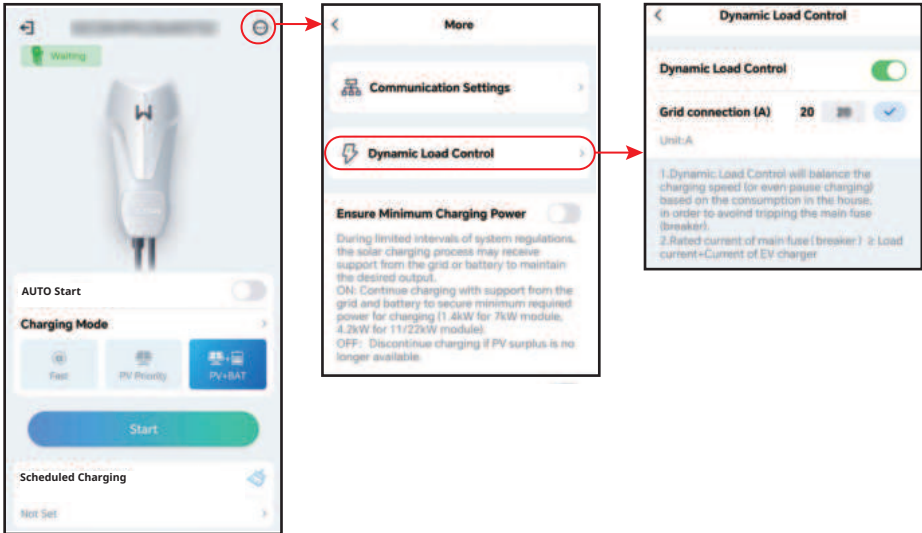 Waiting
AUTO Start
Charging Mode
Fast
PV Priority
PV+BAT
Start
Scheduled Charging
Not Set
More
Communication Settings
Dynamic Load Control
Ensure Minimum Charging Power
During limited intervals of system regulations,
the solar charging process may receive
support from the grid or battery to maintain
the desired output.
ON: Continue charging with support from the
grid and battery to secure minimum required
power for charging (1.4kW for 7kW module,
4.2kW for 11/22kW module).
OFF: Discontinue charging if PV surplus is no
longer available.
Dynamic Load Control
Dynamic Load Control
Grid connection (A) 20
Unit:A
1.Dynamic Load Control will balance the
charging speed (or even pause charging)
based on the consumption in the house,
in order to avoind tripping the main fuse
(breaker).
2.Rated current of main fuse ( breaker ) ≥ Load
current+Current of EV charger